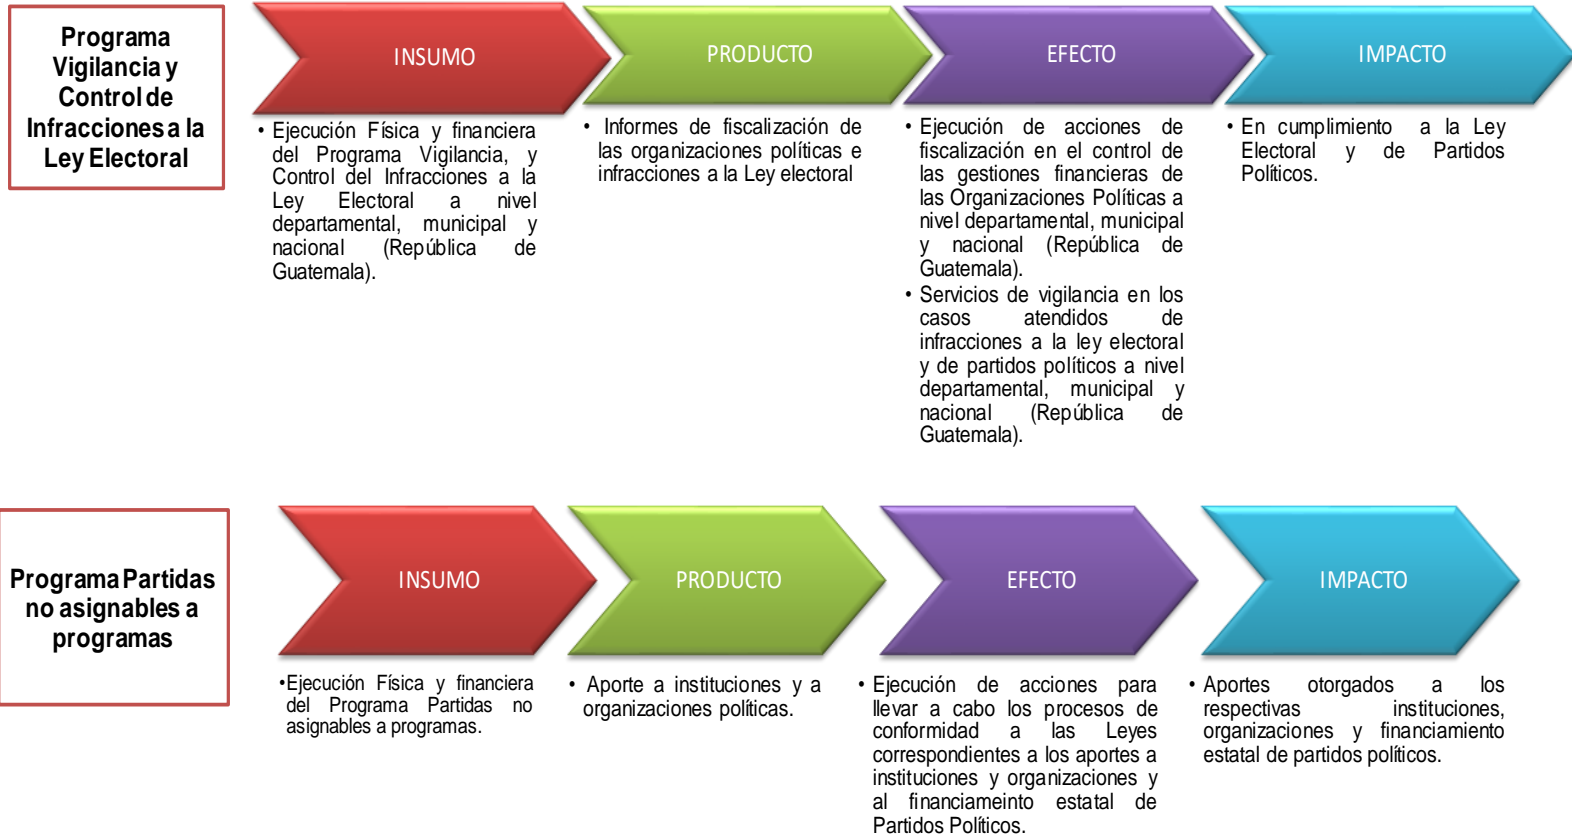 Programa
Vigilancia y
Control de
Infracciones a la
Ley Electoral
INSUMO
PRODUCTO
EFECTO
IMPACTO
• Ejecución Física y financiera
del Programa Vigilancia, y
Control del Infracciones a la
Ley Electoral a nivel
departamental, municipal y
nacional (República de
Guatemala).
• Informes de fiscalización de
las organizaciones políticas e
infracciones a la Ley electoral
• Ejecución de acciones de
fiscalización en el control de
las gestiones financieras de
las Organizaciones Políticas a
nivel departamental, municipal
y nacional (República de
Guatemala).
• Servicios de vigilancia en los
casos atendidos de
infracciones a la ley electoral
y de partidos políticos a nivel
departamental, municipal y
nacional (República de
Guatemala).
• En cumplimiento a la Ley
Electoral y de Partidos
Políticos.
Programa Partidas
no asignables a
programas
INSUMO
PRODUCTO
EFECTO
IMPACTO
•Ejecución Física y financiera
del Programa Partidas no
asignables a programas.
• Aporte a instituciones y a
organizaciones políticas.
• Ejecución de acciones para
llevar a cabo los procesos de
conformidad a las Leyes
correspondientes a los aportes a
instituciones y organizaciones y
al financiameinto estatal de
Partidos Políticos.
• Aportes otorgados a los
respectivas instituciones,
organizaciones y financiamiento
estatal de partidos políticos.